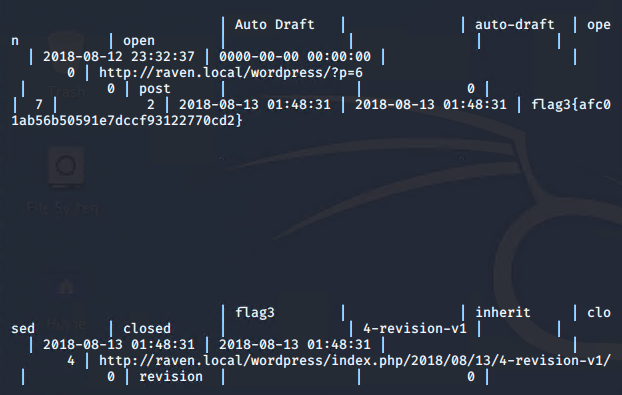 | Auto Draft | | auto-draft | ope
n | open | | | |
| 2018-08-12 23:32:37 | 0000-00-00 00:00:00 | |
0 | http://raven.local/wordpress/?p=6
| 0 | post | | 0 |
| 7 | 2 | 2018-08-13 01:48:31 | 2018-08-13 01:48:31 | flag3{afc0
1ab56b50591e7dccf93122770cd2}
Trash
File System
Home
| flag3 | | inherit | clo
sed | closed | | 4-revision-v1 | |
| 2018-08-13 01:48:31 | 2018-08-13 01:48:31 | |
4 | http://raven.local/wordpress/index.php/2018/08/13/4-revision-v1/
| 0 | revision | | 0 |